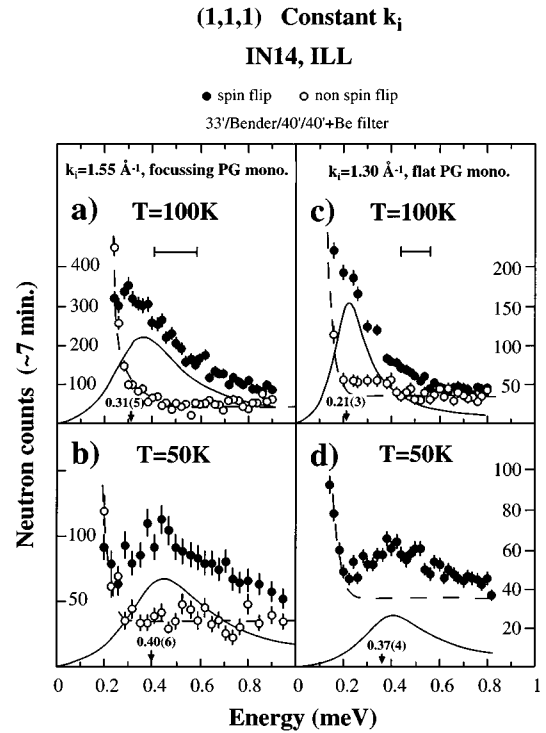 (1,1,1) Constant kᵢ
IN14, ILL
● spin flip ○ non spin flip
33'/Bender/40'/40'+Be filter
kᵢ=1.55 Å⁻¹, focussing PG mono.
kᵢ=1.30 Å⁻¹, flat PG mono.
a) T=100K
c) T=100K
400
300
200
100
200
150
100
50
0.31(5)
0.21(3)
b) T=50K
d) T=50K
100
50
100
80
60
40
20
0.40(6)
0.37(4)
0 0.2 0.4 0.6 0.8 0 0.2 0.4 0.6 0.8 1
Neutron counts (~7 min.)
Energy (meV)